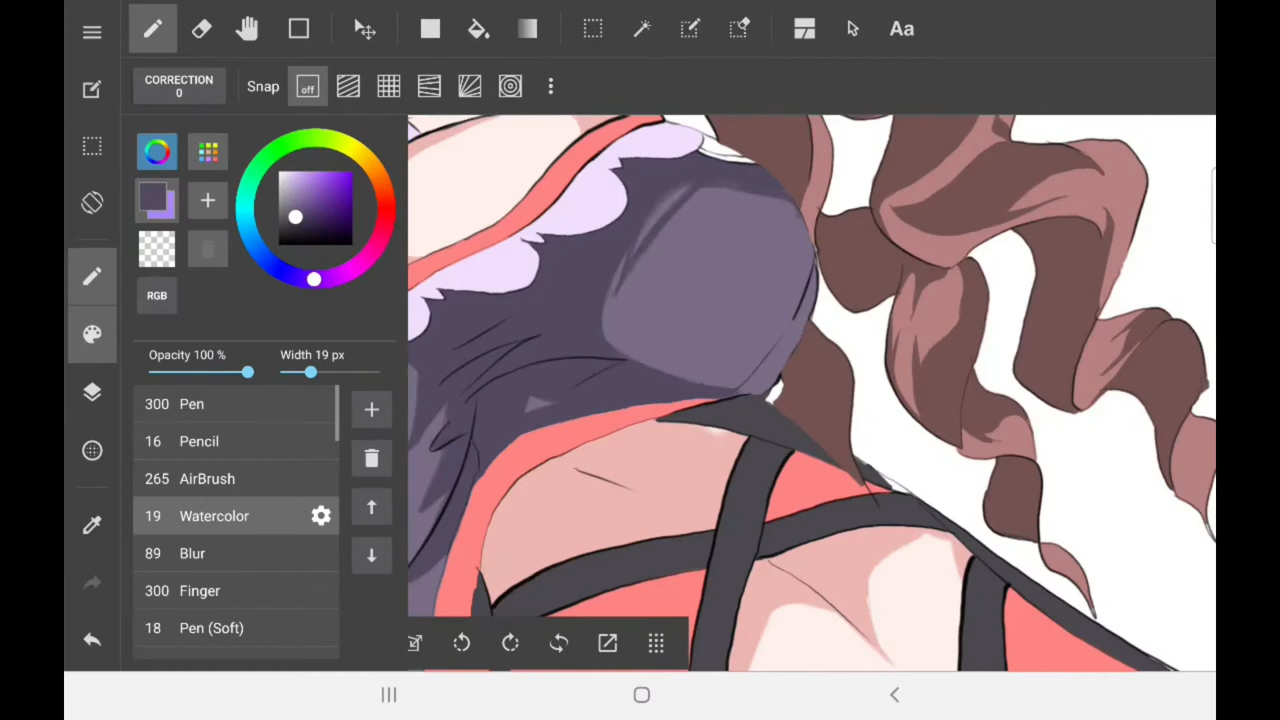 Aa
CORRECTION
0
Snap
off
RGB
Opacity 100 %
Width 19 px
300 Pen
16 Pencil
265 AirBrush
19 Watercolor
89 Blur
300 Finger
18 Pen (Soft)